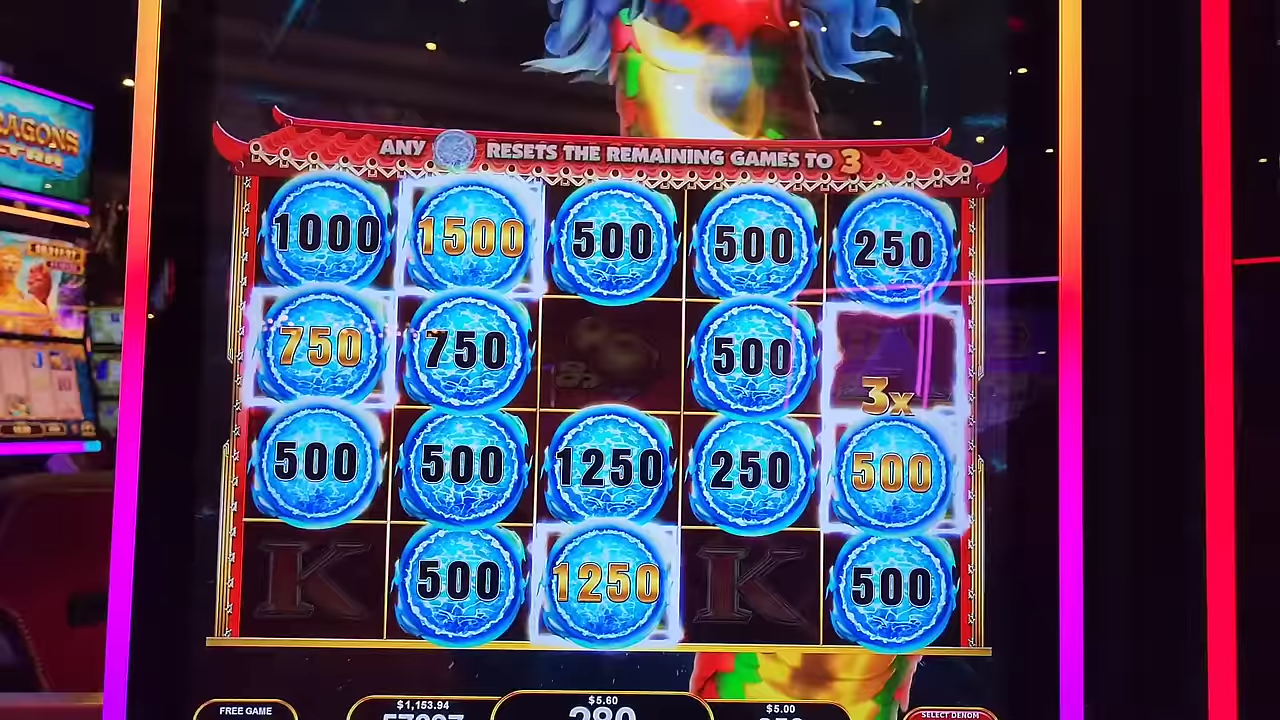 ANY RESETS THE REMAINING GAMES TO 3
1000 1500 500 500 250
750 750 500 3x
500 500 1250 250 500
K 500 1250 K 500
FREE GAME
$1,153.94
$5.60
280
$5.00
SELECT DENOM